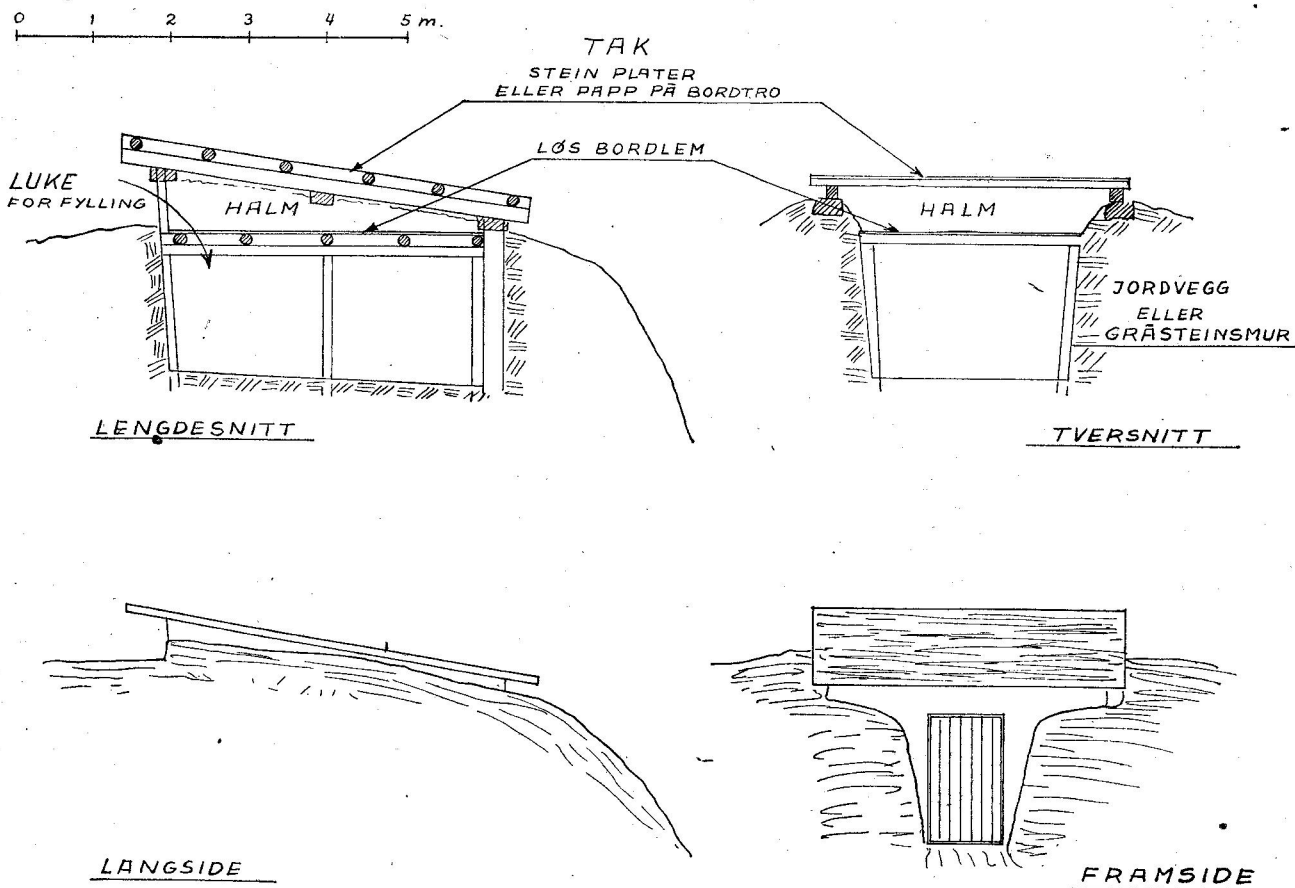 0 1 2 3 4 5 m.
TAK
STEIN PLATER
ELLER PAPP PÅ BORDTRO
LØS BORDLEM
LUKE
FOR FYLLING
HALM
HALM
JORDVEGG
ELLER
GRÅSTEINSMUR
LENGDESNITT
TVERSNITT
LANGSIDE
FRAMSIDE